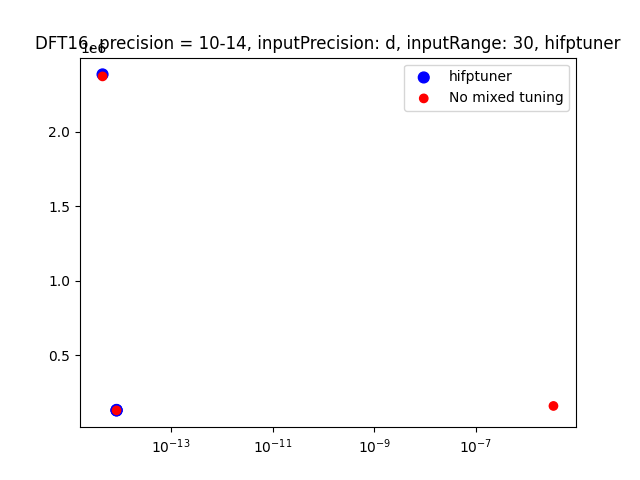 DFT16, precision = 10-14, inputPrecision: d, inputRange: 30, hifptuner
1e6
hifptuner
No mixed tuning
2.0
1.5
1.0
0.5
10⁻¹³ 10⁻¹¹ 10⁻⁹ 10⁻⁷